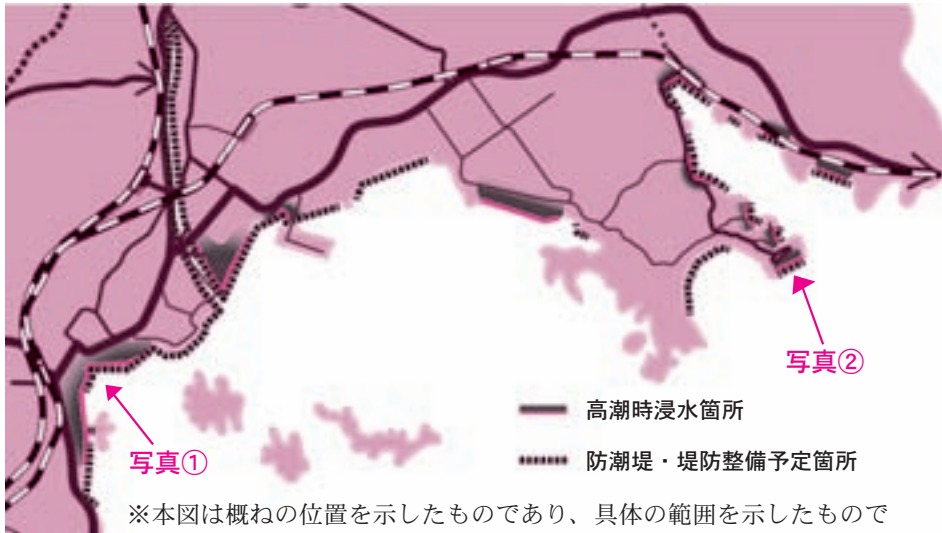 写真②
高潮時浸水箇所
写真①
防潮堤・堤防整備予定箇所
※本図は概ねの位置を示したものであり、具体の範囲を示したもので